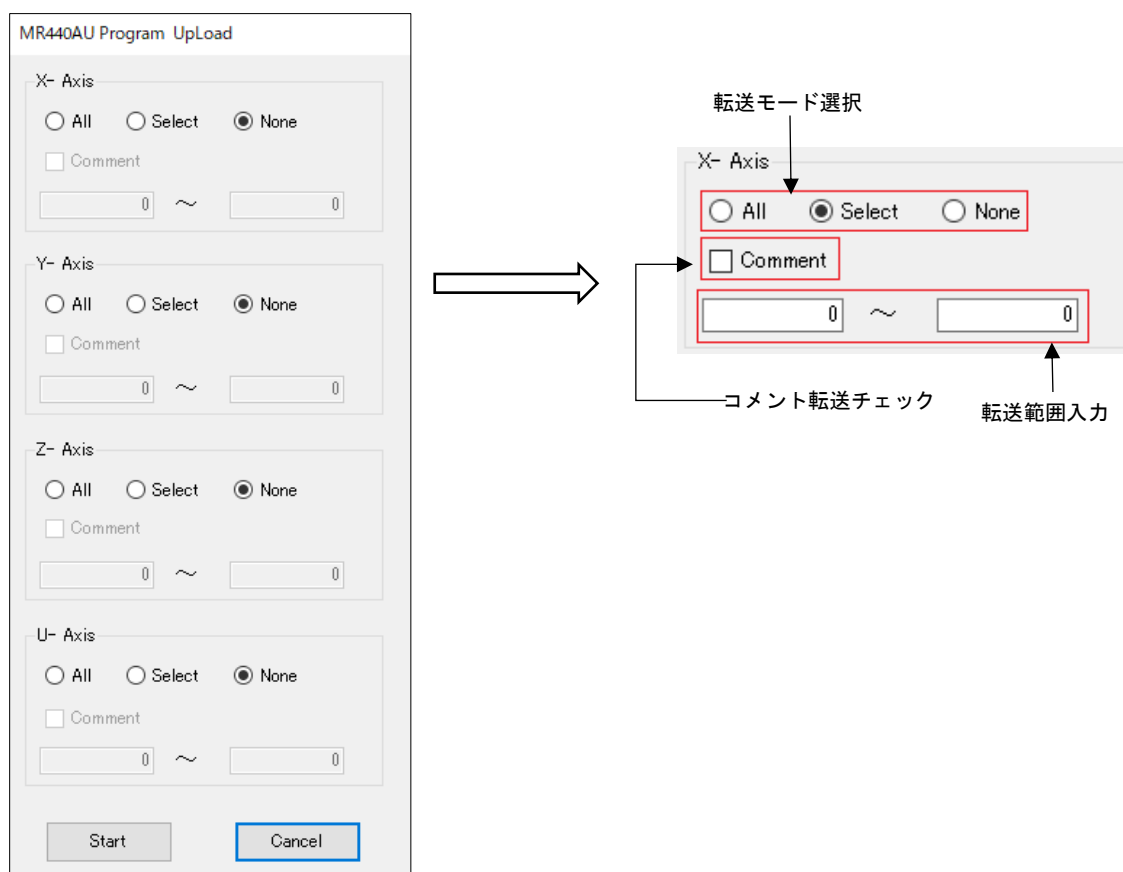 MR440AU Program UpLoad
X- Axis
All Select None
Comment
0 ～ 0
Y- Axis
All Select None
Comment
0 ～ 0
Z- Axis
All Select None
Comment
0 ～ 0
U- Axis
All Select None
Comment
0 ～ 0
Start Cancel
転送モード選択
X- Axis
All Select None
Comment
0 ～ 0
コメント転送チェック
転送範囲入力